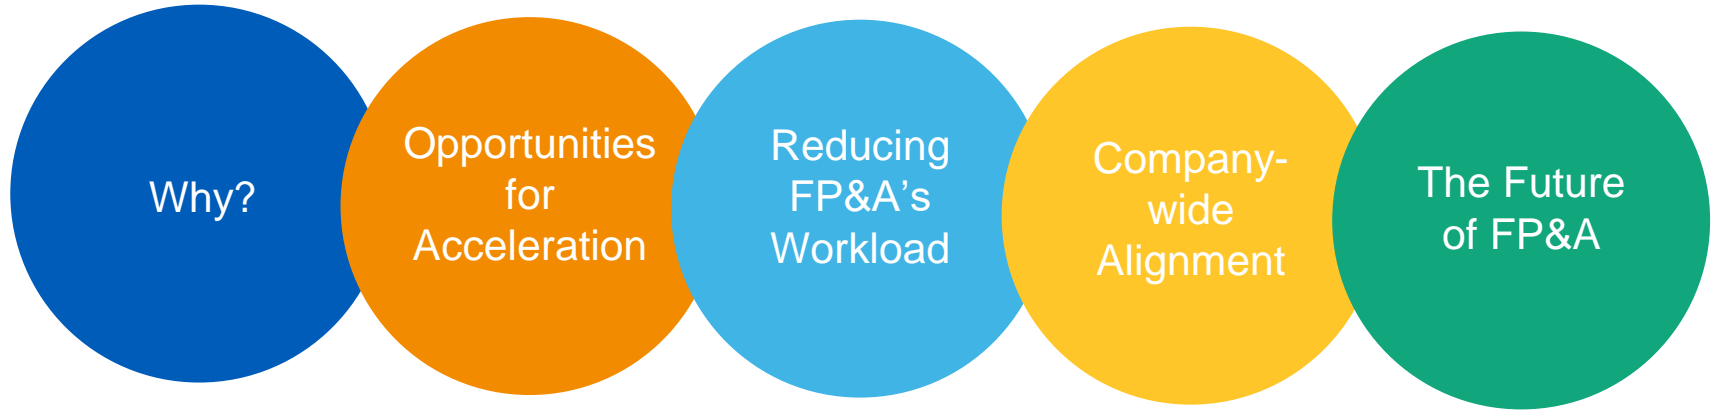 Why?
Opportunities
for
Acceleration
Reducing
FP&A’s
Workload
Company-
wide
Alignment
The Future
of FP&A